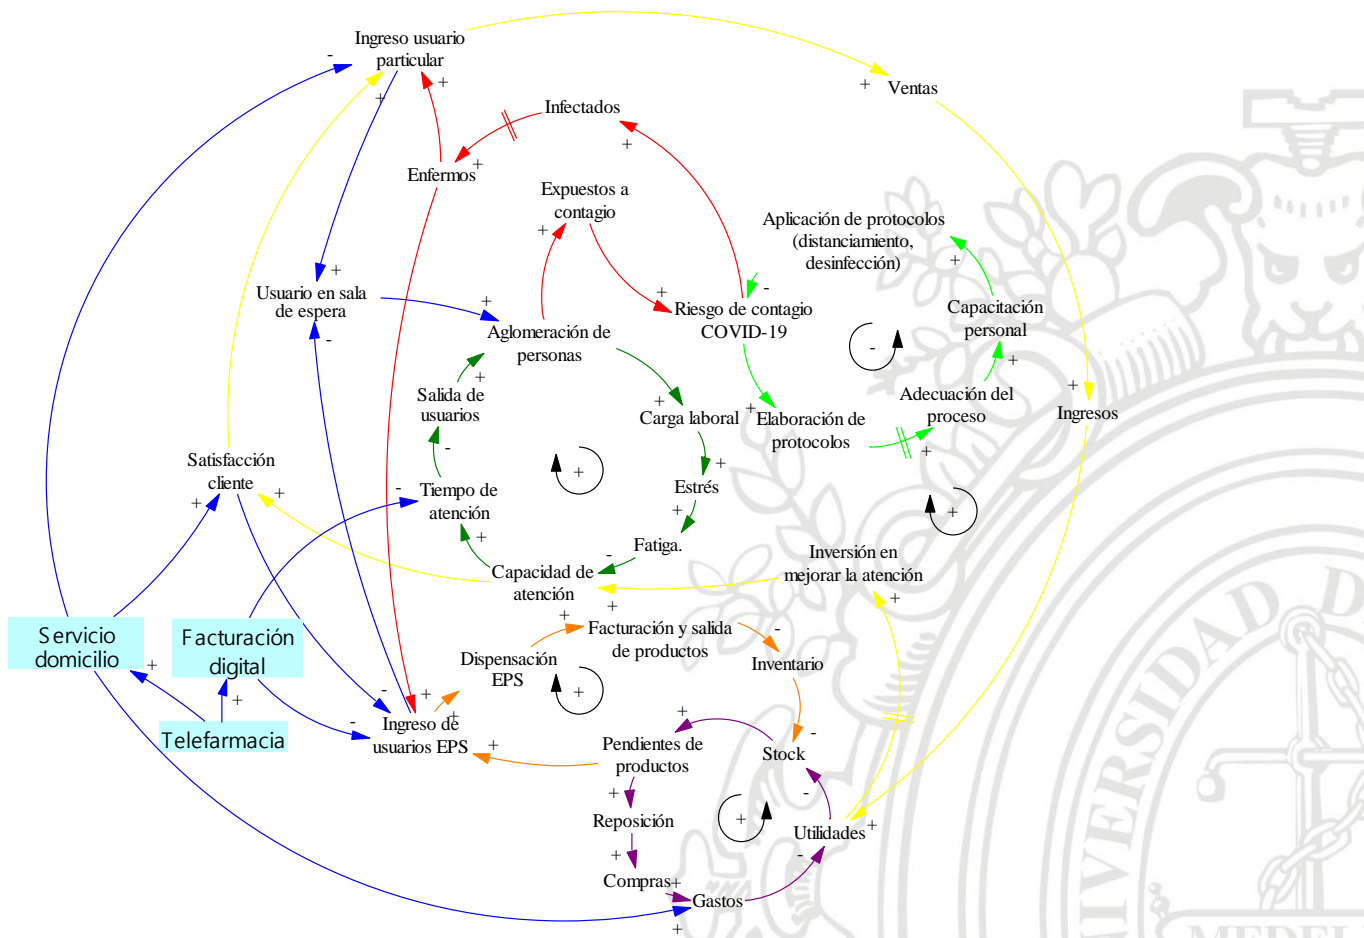 Ingreso usuario
particular
Ventas
Infectados
Enfermos
Expuestos a
contagio
Aplicación de protocolos
(distanciamiento,
desinfección)
Usuario en sala
de espera
Riesgo de contagio
COVID-19
Capacitación
personal
Aglomeración de
personas
Salida de
usuarios
Carga laboral
Elaboración de
protocolos
Adecuación del
proceso
Ingresos
Satisfacción
cliente
Tiempo de
atención
Estrés
Fatiga.
Capacidad de
atención
Inversión en
mejorar la atención
Servicio
domicilio
Facturación
digital
Telefarmacia
Dispensación
EPS
Facturación y salida
de productos
Inventario
Ingreso de
usuarios EPS
Pendientes de
productos
Stock
Reposición
Utilidades
Compras
Gastos
UNIVERSIDAD D
MEDEL